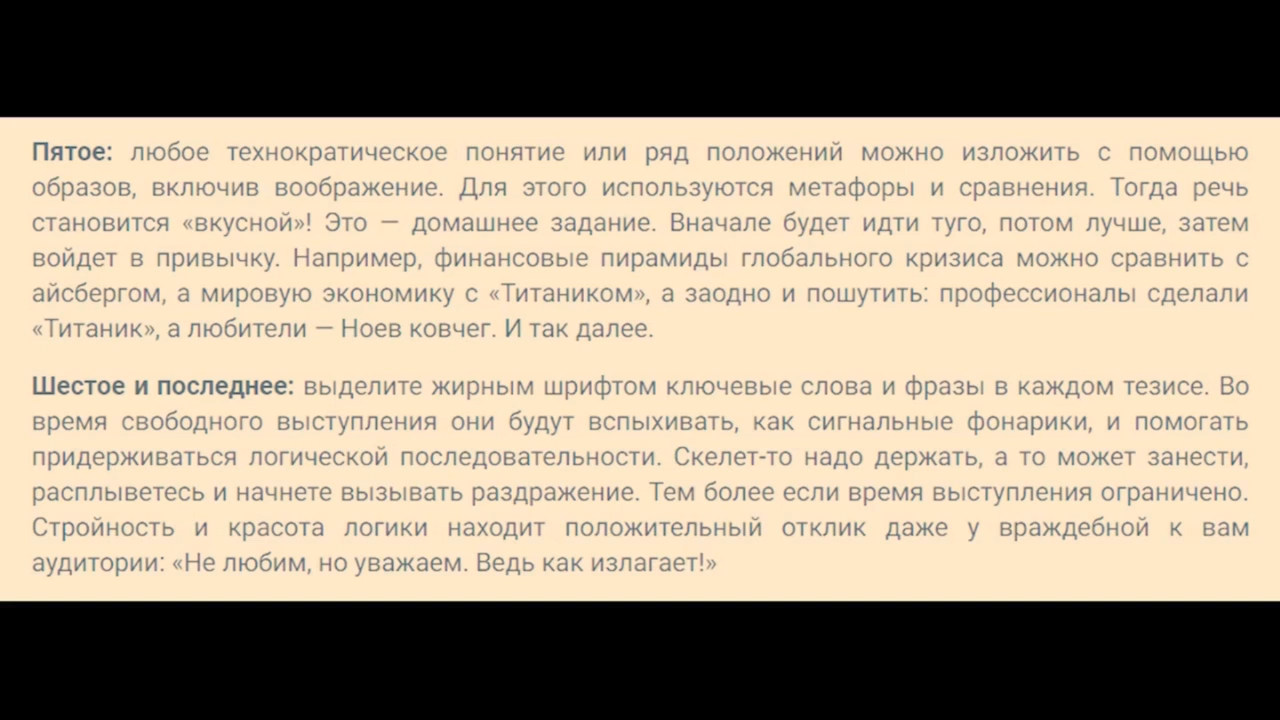 Пятое: любое технократическое понятие или ряд положений можно изложить с помощью
образов, включив воображение. Для этого используются метафоры и сравнения. Тогда речь
становится «вкусной»! Это — домашнее задание. Вначале будет идти туго, потом лучше, затем
войдет в привычку. Например, финансовые пирамиды глобального кризиса можно сравнить с
айсбергом, а мировую экономику с «Титаником», а заодно и пошутить: профессионалы сделали
«Титаник», а любители — Ноев ковчег. И так далее.
Шестое и последнее: выделите жирным шрифтом ключевые слова и фразы в каждом тезисе. Во
время свободного выступления они будут вспыхивать, как сигнальные фонарики, и помогать
придерживаться логической последовательности. Скелет-то надо держать, а то может занести,
расплыветесь и начнете вызывать раздражение. Тем более если время выступления ограничено.
Стройность и красота логики находит положительный отклик даже у враждебной к вам
аудитории: «Не любим, но уважаем. Ведь как излагает!»